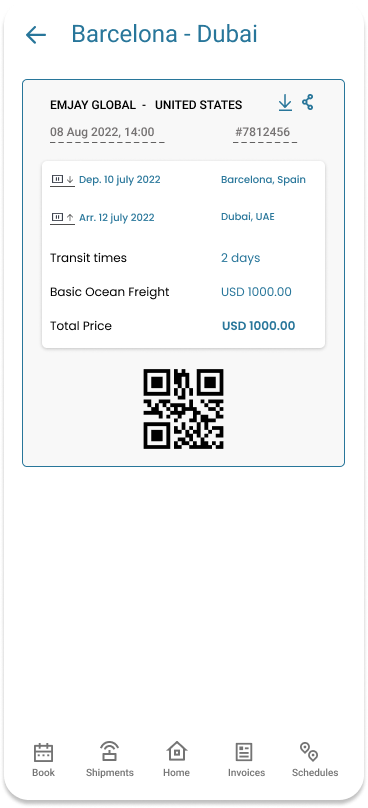 Barcelona - Dubai
EMJAY GLOBAL - UNITED STATES
08 Aug 2022, 14:00 #7812456
Dep. 10 july 2022 Barcelona, Spain
Arr. 12 july 2022 Dubai, UAE
Transit times 2 days
Basic Ocean Freight USD 1000.00
Total Price USD 1000.00
Book Shipments Home Invoices Schedules